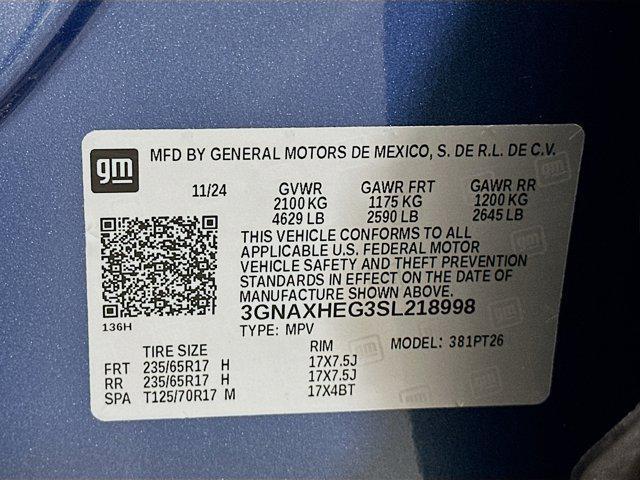 gm MFD BY GENERAL MOTORS DE MEXICO, S. DE R.L. DE C.V.
11/24 GVWR GAWR FRT GAWR RR
2100 KG 1175 KG 1200 KG
4629 LB 2590 LB 2645 LB
THIS VEHICLE CONFORMS TO ALL
APPLICABLE U.S. FEDERAL MOTOR
VEHICLE SAFETY AND THEFT PREVENTION
STANDARDS IN EFFECT ON THE DATE OF
MANUFACTURE SHOWN ABOVE.
136H
3GNAXHEG3SL218998
TYPE: MPV MODEL: 381PT26
TIRE SIZE RIM
FRT 235/65R17 H 17X7.5J
RR 235/65R17 H 17X7.5J
SPA T125/70R17 M 17X4BT